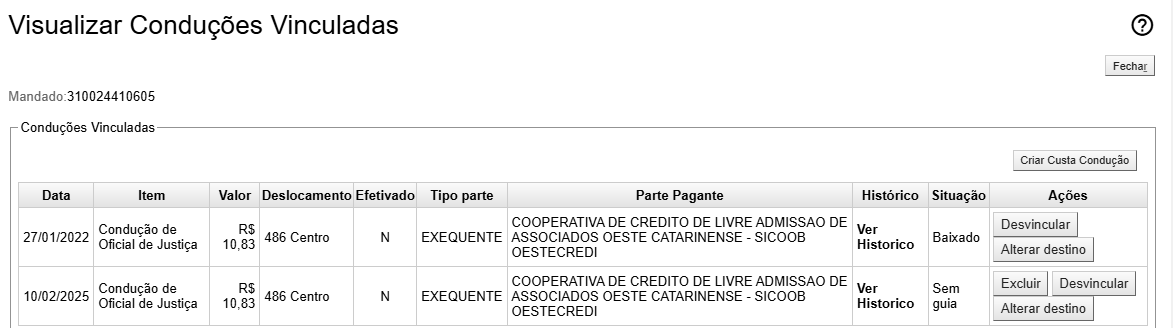 Visualizar Conduções Vinculadas
?
Fechar
Mandado:310024410605
Conduções Vinculadas
Criar Custa Condução
Data Item Valor Deslocamento Efetivado Tipo parte Parte Pagante Histórico Situação Ações
27/01/2022 Condução de Oficial de Justiça R$ 10,83 486 Centro N EXEQUENTE COOPERATIVA DE CREDITO DE LIVRE ADMISSAO DE ASSOCIADOS OESTE CATARINENSE - SICOOB OESTECREDI Ver Historico Baixado Desvincular Alterar destino
10/02/2025 Condução de Oficial de Justiça R$ 10,83 486 Centro N EXEQUENTE COOPERATIVA DE CREDITO DE LIVRE ADMISSAO DE ASSOCIADOS OESTE CATARINENSE - SICOOB OESTECREDI Ver Historico Sem guia Excluir Desvincular Alterar destino